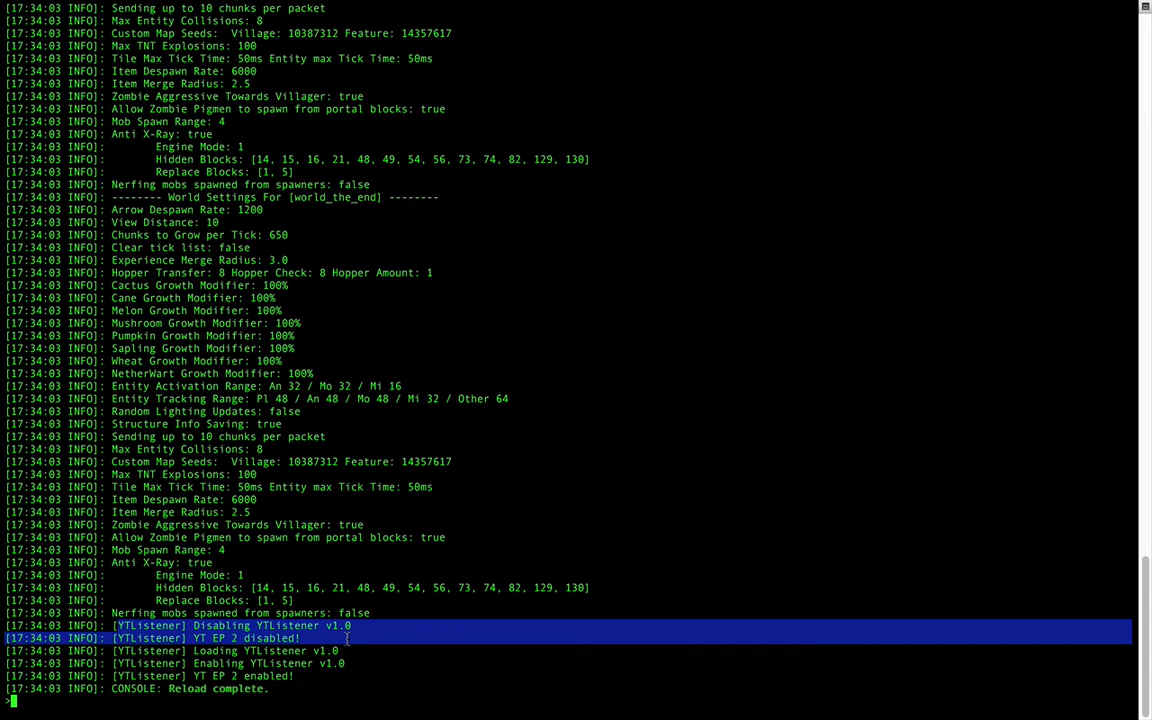 [17:34:03 INFO]: Sending up to 10 chunks per packet
[17:34:03 INFO]: Max Entity Collisions: 8
[17:34:03 INFO]: Custom Map Seeds:  Village: 10387312 Feature: 14357617
[17:34:03 INFO]: Max TNT Explosions: 100
[17:34:03 INFO]: Tile Max Tick Time: 50ms Entity max Tick Time: 50ms
[17:34:03 INFO]: Item Despawn Rate: 6000
[17:34:03 INFO]: Item Merge Radius: 2.5
[17:34:03 INFO]: Zombie Aggressive Towards Villager: true
[17:34:03 INFO]: Allow Zombie Pigmen to spawn from portal blocks: true
[17:34:03 INFO]: Mob Spawn Range: 4
[17:34:03 INFO]: Anti X-Ray: true
[17:34:03 INFO]:        Engine Mode: 1
[17:34:03 INFO]:        Hidden Blocks: [14, 15, 16, 21, 48, 49, 54, 56, 73, 74, 82, 129, 130]
[17:34:03 INFO]:        Replace Blocks: [1, 5]
[17:34:03 INFO]: Nerfing mobs spawned from spawners: false
[17:34:03 INFO]: -------- World Settings For [world_the_end] --------
[17:34:03 INFO]: Arrow Despawn Rate: 1200
[17:34:03 INFO]: View Distance: 10
[17:34:03 INFO]: Chunks to Grow per Tick: 650
[17:34:03 INFO]: Clear tick list: false
[17:34:03 INFO]: Experience Merge Radius: 3.0
[17:34:03 INFO]: Hopper Transfer: 8 Hopper Check: 8 Hopper Amount: 1
[17:34:03 INFO]: Cactus Growth Modifier: 100%
[17:34:03 INFO]: Cane Growth Modifier: 100%
[17:34:03 INFO]: Melon Growth Modifier: 100%
[17:34:03 INFO]: Mushroom Growth Modifier: 100%
[17:34:03 INFO]: Pumpkin Growth Modifier: 100%
[17:34:03 INFO]: Sapling Growth Modifier: 100%
[17:34:03 INFO]: Wheat Growth Modifier: 100%
[17:34:03 INFO]: NetherWart Growth Modifier: 100%
[17:34:03 INFO]: Entity Activation Range: An 32 / Mo 32 / Mi 16
[17:34:03 INFO]: Entity Tracking Range: Pl 48 / An 48 / Mo 48 / Mi 32 / Other 64
[17:34:03 INFO]: Random Lighting Updates: false
[17:34:03 INFO]: Structure Info Saving: true
[17:34:03 INFO]: Sending up to 10 chunks per packet
[17:34:03 INFO]: Max Entity Collisions: 8
[17:34:03 INFO]: Custom Map Seeds:  Village: 10387312 Feature: 14357617
[17:34:03 INFO]: Max TNT Explosions: 100
[17:34:03 INFO]: Tile Max Tick Time: 50ms Entity max Tick Time: 50ms
[17:34:03 INFO]: Item Despawn Rate: 6000
[17:34:03 INFO]: Item Merge Radius: 2.5
[17:34:03 INFO]: Zombie Aggressive Towards Villager: true
[17:34:03 INFO]: Allow Zombie Pigmen to spawn from portal blocks: true
[17:34:03 INFO]: Mob Spawn Range: 4
[17:34:03 INFO]: Anti X-Ray: true
[17:34:03 INFO]:        Engine Mode: 1
[17:34:03 INFO]:        Hidden Blocks: [14, 15, 16, 21, 48, 49, 54, 56, 73, 74, 82, 129, 130]
[17:34:03 INFO]:        Replace Blocks: [1, 5]
[17:34:03 INFO]: Nerfing mobs spawned from spawners: false
[17:34:03 INFO]: [YTListener] Disabling YTListener v1.0
[17:34:03 INFO]: [YTListener] YT EP 2 disabled!
[17:34:03 INFO]: [YTListener] Loading YTListener v1.0
[17:34:03 INFO]: [YTListener] Enabling YTListener v1.0
[17:34:03 INFO]: [YTListener] YT EP 2 enabled!
[17:34:03 INFO]: CONSOLE: Reload complete.
>